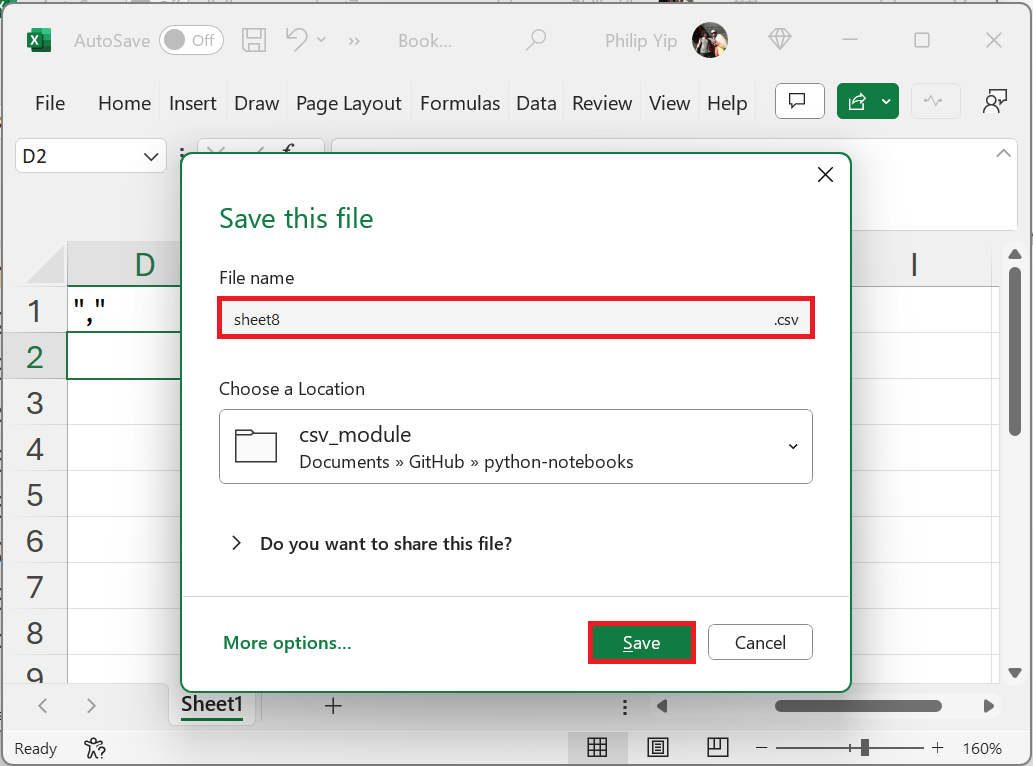 AutoSave Off Book... Philip Yip
File Home Insert Draw Page Layout Formulas Data Review View Help
D2
Save this file
File name
sheet8 .csv
Choose a Location
csv_module
Documents » GitHub » python-notebooks
Do you want to share this file?
More options... Save Cancel
D I
1 ","
2
3
4
5
6
7
8
9
Sheet1
Ready 160%